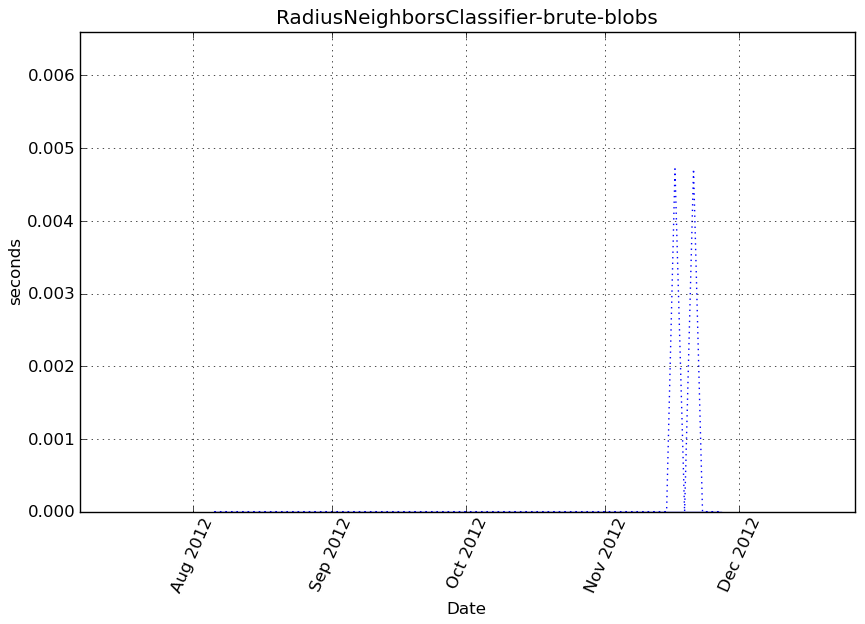 RadiusNeighborsClassifier-brute-blobs
0.006
0.005
0.004
0.003
0.002
0.001
0.000
seconds
Aug 2012
Sep 2012
Oct 2012
Nov 2012
Dec 2012
Date